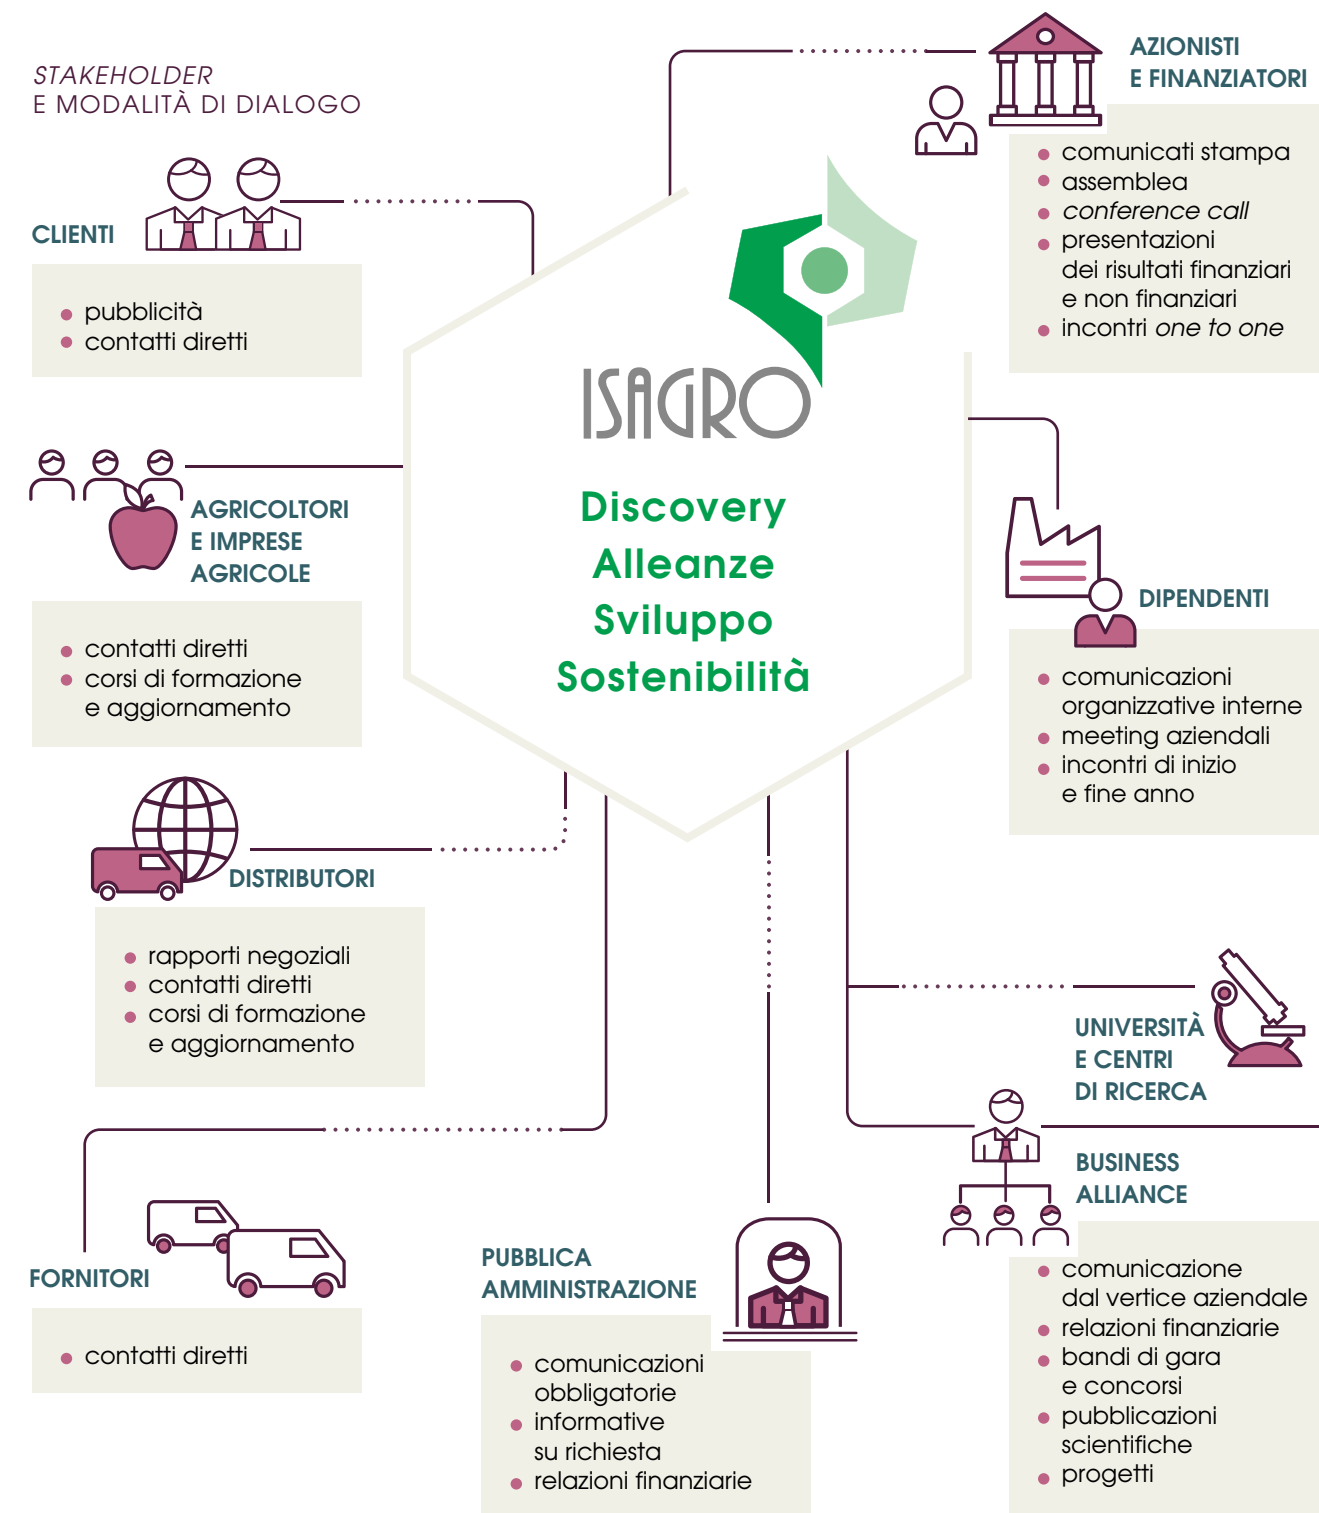 STAKEHOLDER
E MODALITÀ DI DIALOGO
CLIENTI
pubblicità
contatti diretti
AGRICOLTORI
E IMPRESE
AGRICOLE
contatti diretti
corsi di formazione
e aggiornamento
DISTRIBUTORI
rapporti negoziali
contatti diretti
corsi di formazione
e aggiornamento
FORNITORI
contatti diretti
ISAGRO
Discovery
Alleanze
Sviluppo
Sostenibilità
PUBBLICA
AMMINISTRAZIONE
comunicazioni
obbligatorie
informative
su richiesta
relazioni finanziarie
AZIONISTI
E FINANZIATORI
comunicati stampa
assemblea
conference call
presentazioni
dei risultati finanziari
e non finanziari
incontri one to one
DIPENDENTI
comunicazioni
organizzative interne
meeting aziendali
incontri di inizio
e fine anno
UNIVERSITÀ
E CENTRI
DI RICERCA
BUSINESS
ALLIANCE
comunicazione
dal vertice aziendale
relazioni finanziarie
bandi di gara
e concorsi
pubblicazioni
scientifiche
progetti